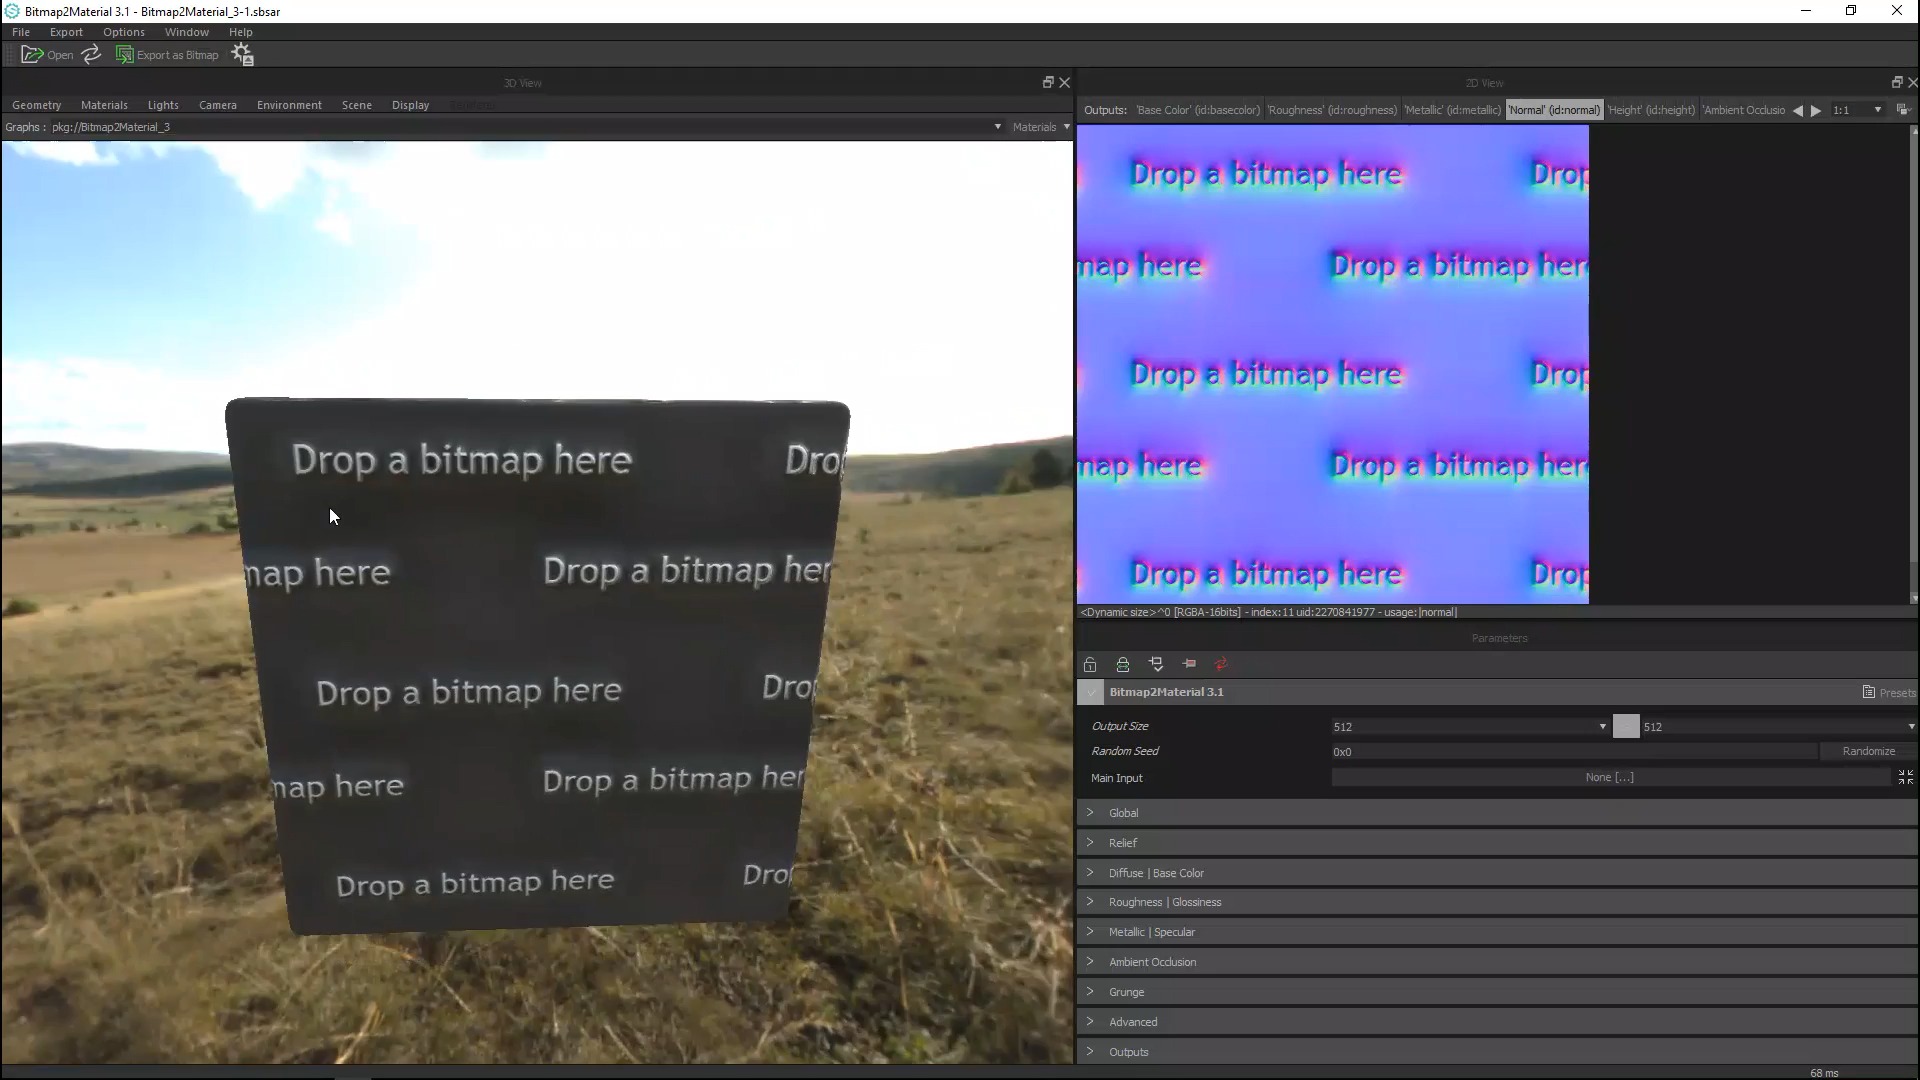 Bitmap2Material 3.1 - Bitmap2Material_3-1.sbsar
File Export Options Window Help
Open Export as Bitmap
3D View
Geometry Materials Lights Camera Environment Scene Display
Graphs : pkg://Bitmap2Material_3 Materials
Drop a bitmap here Dro
map here Drop a bitmap her
Drop a bitmap here Dro
map here Drop a bitmap her
Drop a bitmap here Dro
2D View
Outputs: 'Base Color' (id:basecolor) 'Roughness' (id:roughness) 'Metallic' (id:metallic) 'Normal' (id:normal) 'Height' (id:height) 'Ambient Occlusio 1:1
Drop a bitmap here Drop
map here Drop a bitmap here
Drop a bitmap here Drop
map here Drop a bitmap here
Drop a bitmap here Drop
<Dynamic size>^0 [RGBA-16bits] - index:11 uid:2270841977 - usage:|normal|
Parameters
Bitmap2Material 3.1 Presets
Output Size 512 512
Random Seed 0x0 Randomize
Main Input None [...]
Global
Relief
Diffuse | Base Color
Roughness | Glossiness
Metallic | Specular
Ambient Occlusion
Grunge
Advanced
Outputs
68 ms